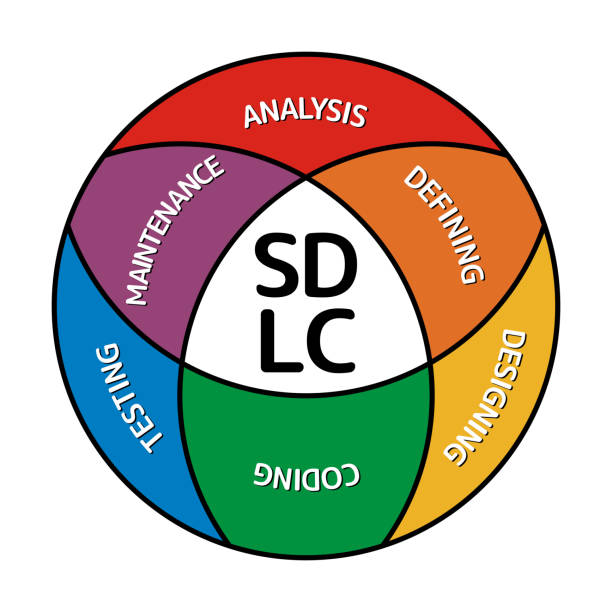 ANALYSIS
DEFINING
DESIGNING
CODING
TESTING
MAINTENANCE
SD
LC